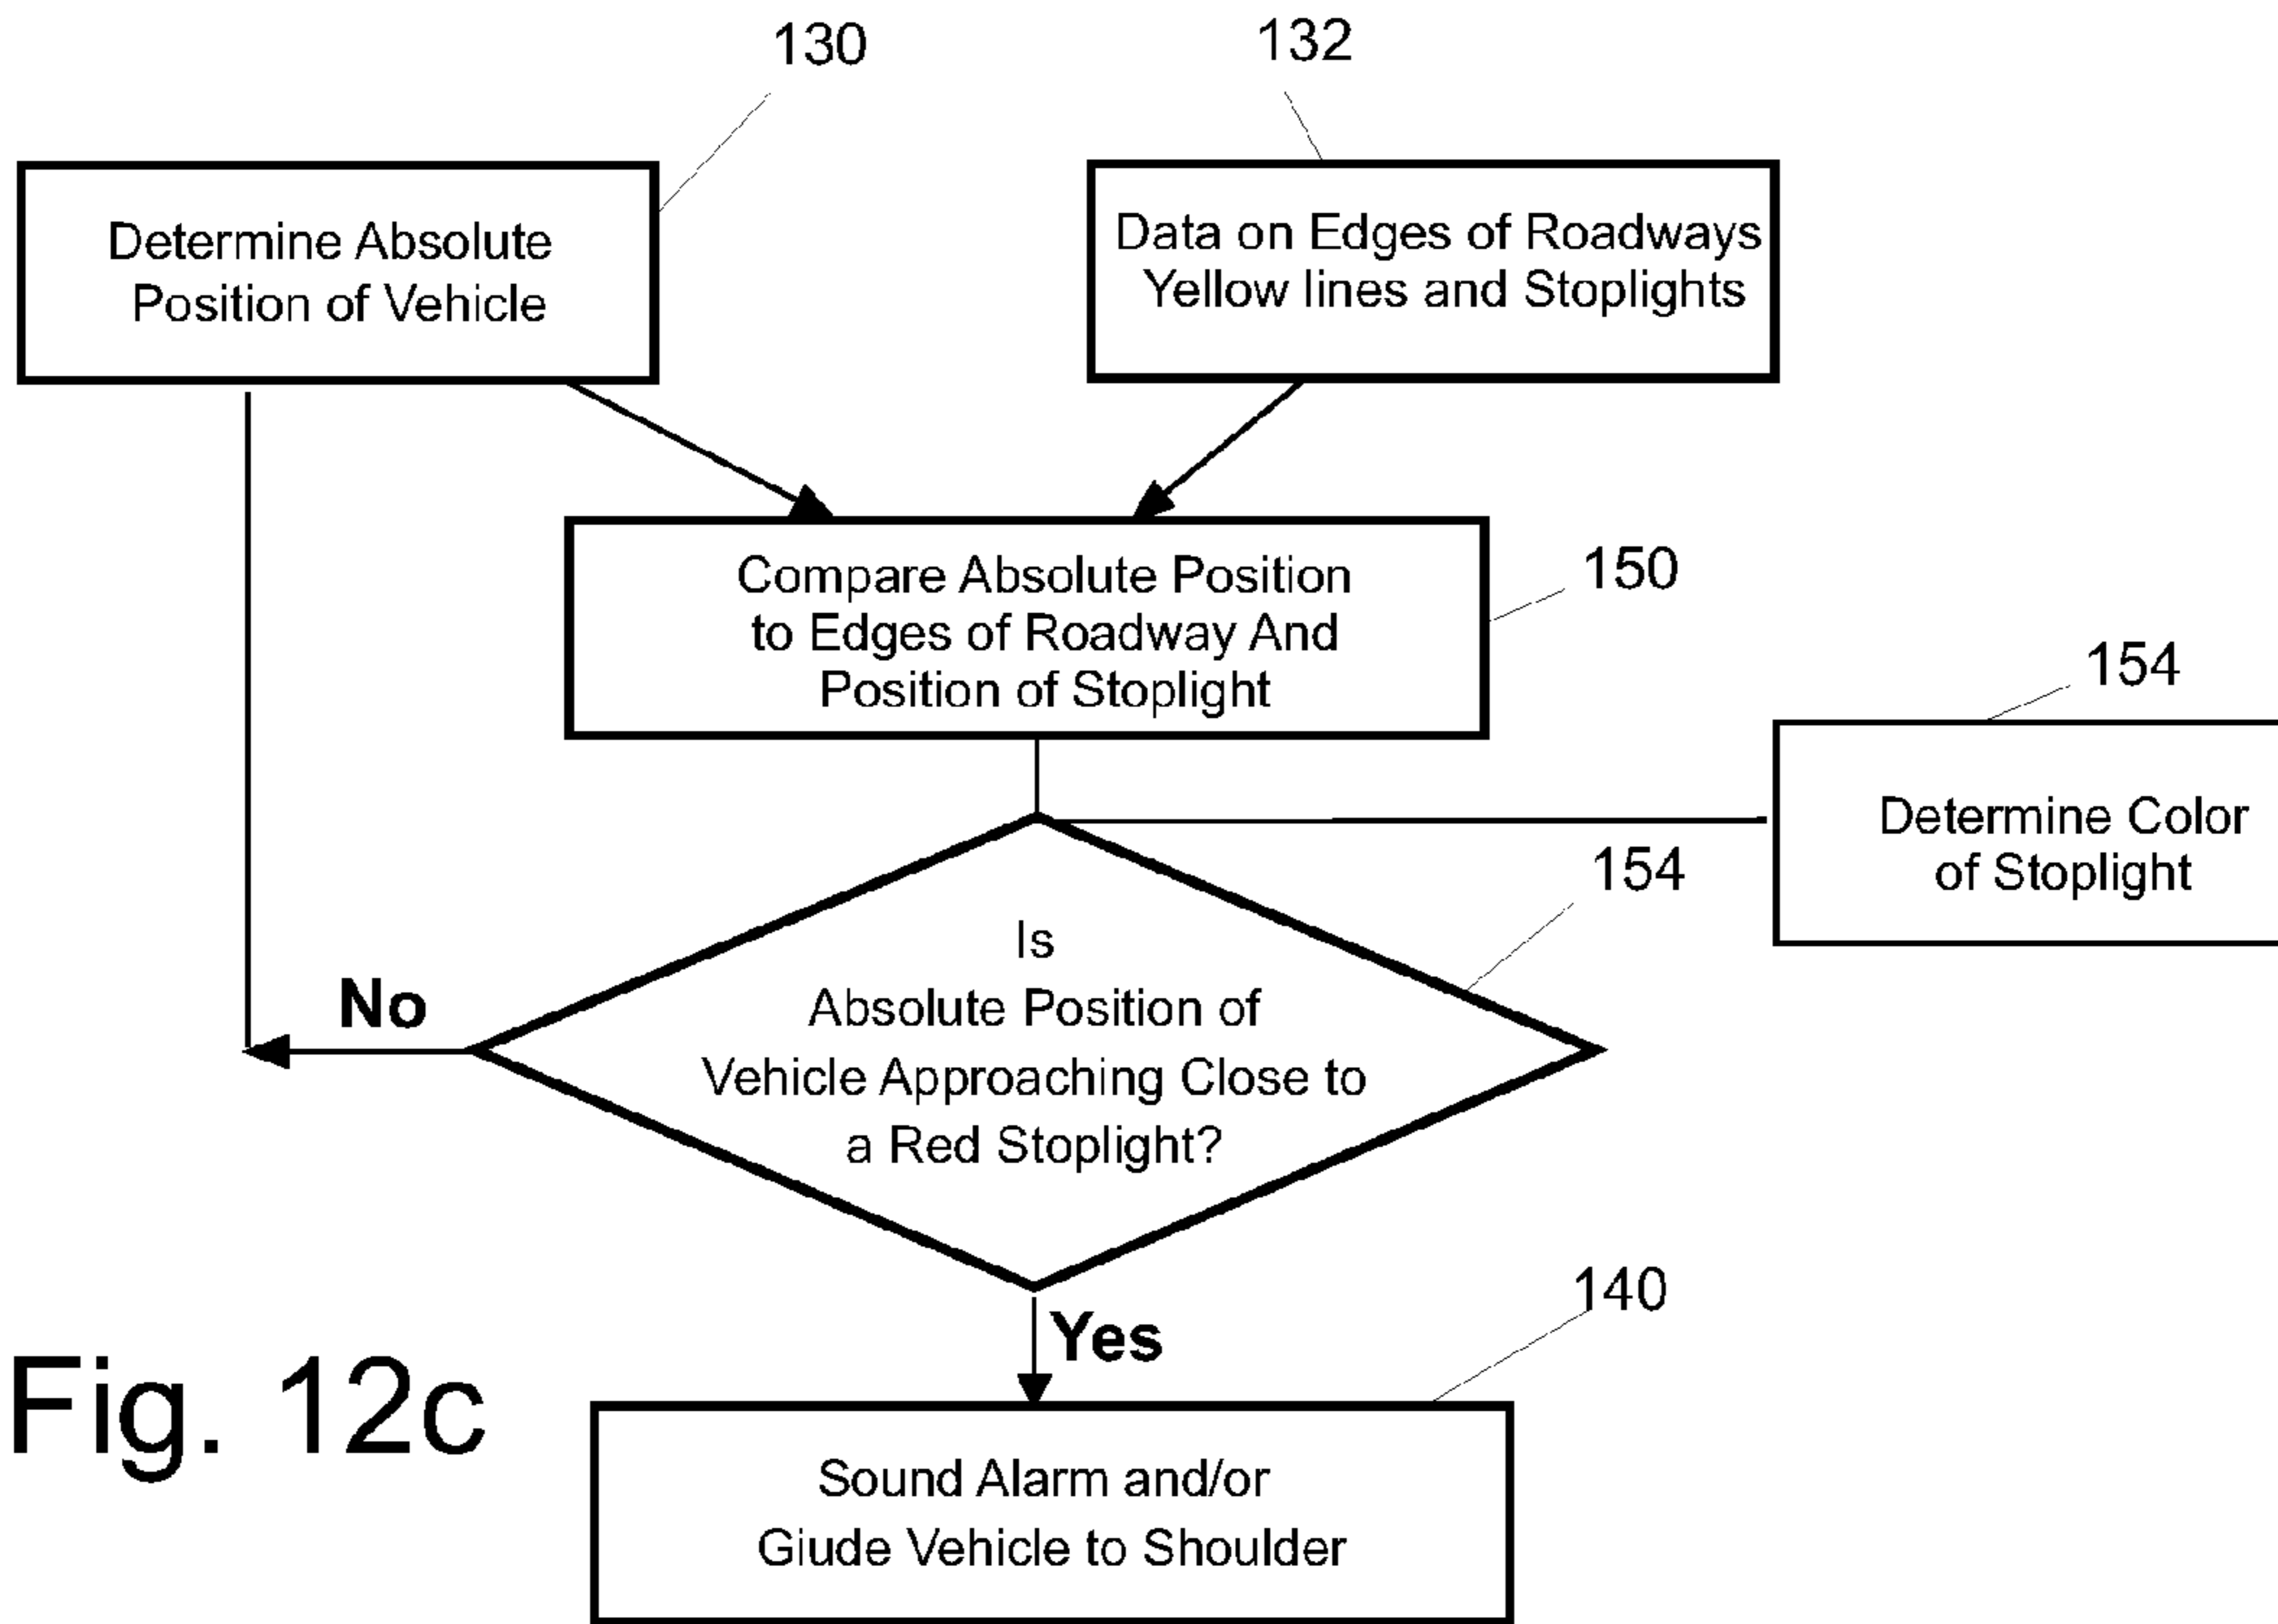 130
132
Determine Absolute
Position of Vehicle
Data on Edges of Roadways
Yellow lines and Stoplights
Compare Absolute Position
to Edges of Roadway And
Position of Stoplight
150
154
Determine Color
of Stoplight
154
Is
Absolute Position of
Vehicle Approaching Close to
a Red Stoplight?
No
Yes
140
Sound Alarm and/or
Giude Vehicle to Shoulder
Fig. 12c